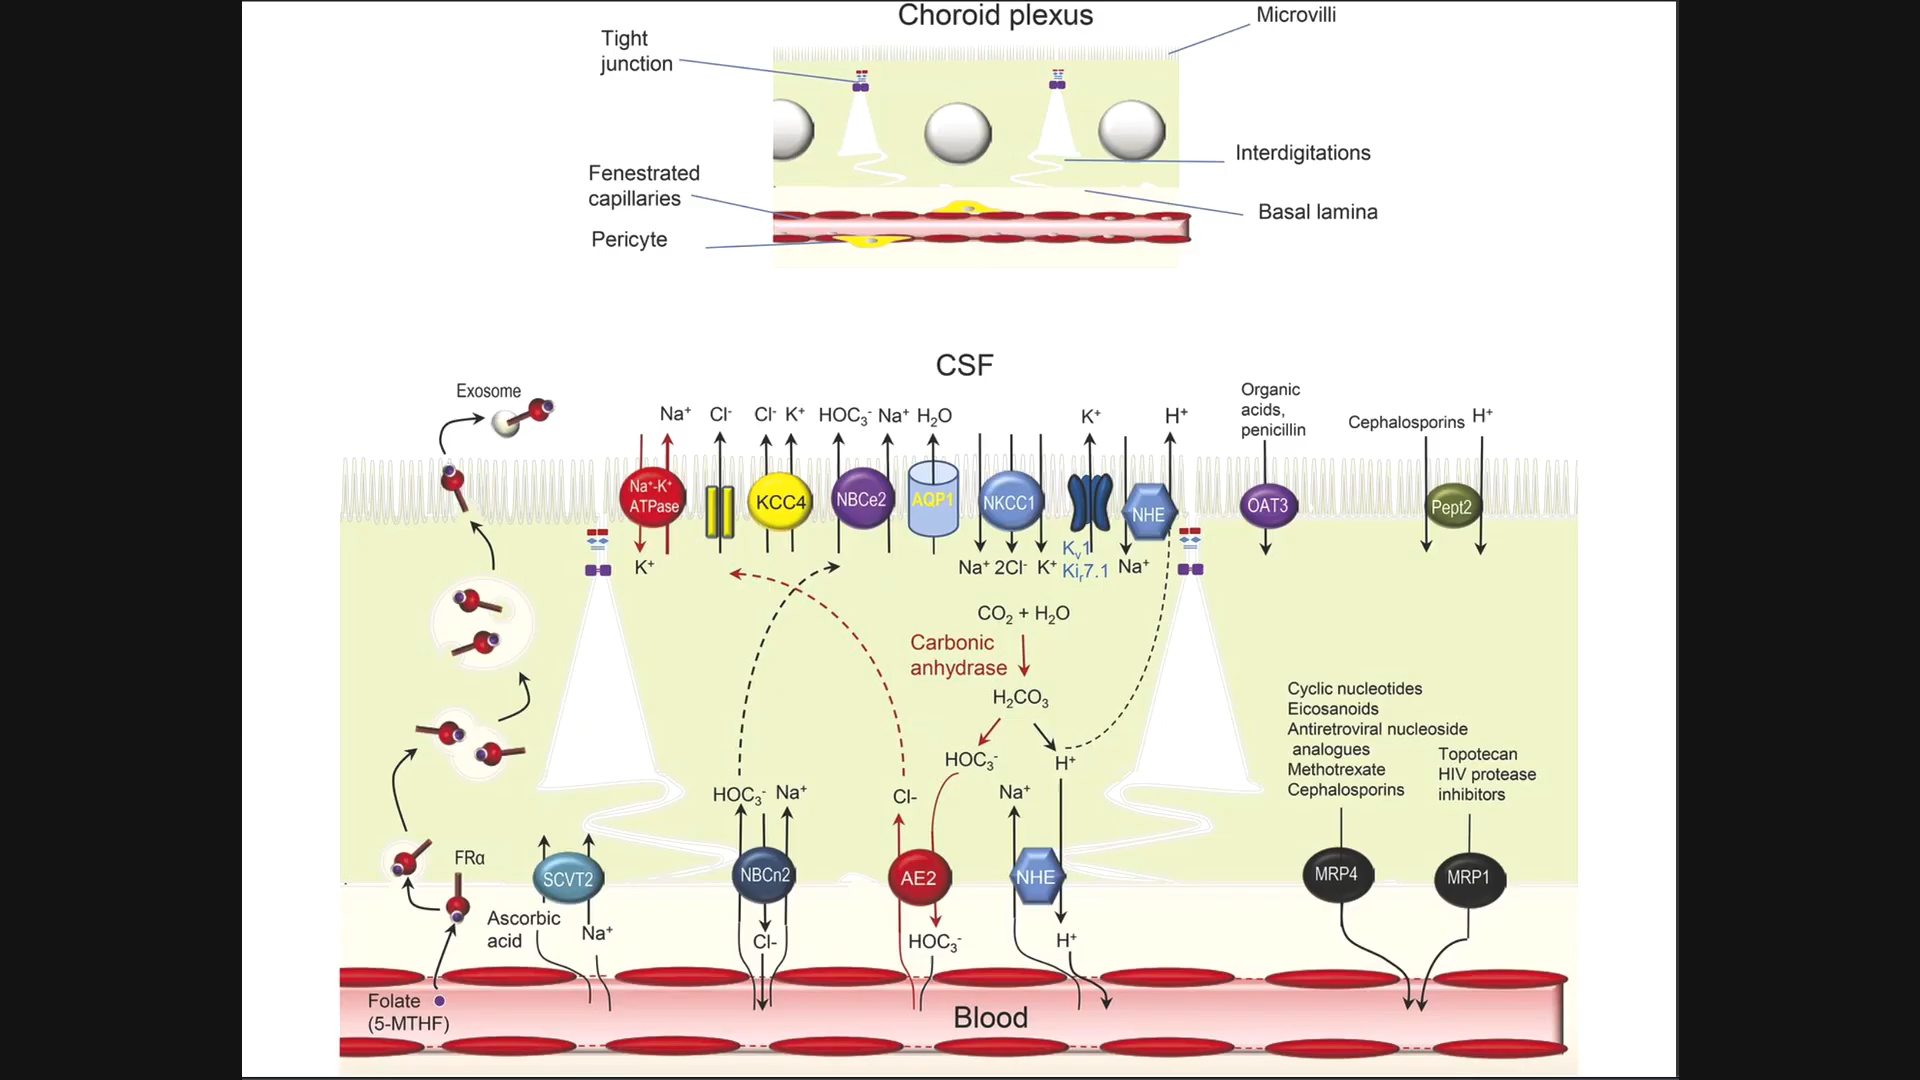 Choroid plexus
Microvilli
Tight
junction
Interdigitations
Fenestrated
capillaries
Basal lamina
Pericyte
CSF
Exosome
Na⁺ Cl⁻ Cl⁻ K⁺ HOC₃⁻ Na⁺ H₂O K⁺ H⁺
Organic
acids,
penicillin
Cephalosporins H⁺
Na⁺-K⁺
ATPase
KCC4
NBCe2
AQP1
NKCC1
NHE
OAT3
Pept2
K⁺
Na⁺ 2Cl⁻ K⁺
Kᵥ1
Kiᵣ7.1
Na⁺
CO₂ + H₂O
Carbonic
anhydrase
H₂CO₃
HOC₃⁻
H⁺
Cyclic nucleotides
Eicosanoids
Antiretroviral nucleoside
analogues
Methotrexate
Cephalosporins
Topotecan
HIV protease
inhibitors
HOC₃⁻ Na⁺
Cl-
Na⁺
FRα
SCVT2
NBCn2
AE2
NHE
MRP4
MRP1
Ascorbic
acid
Na⁺
Cl-
HOC₃⁻
H⁺
Folate
(5-MTHF)
Blood